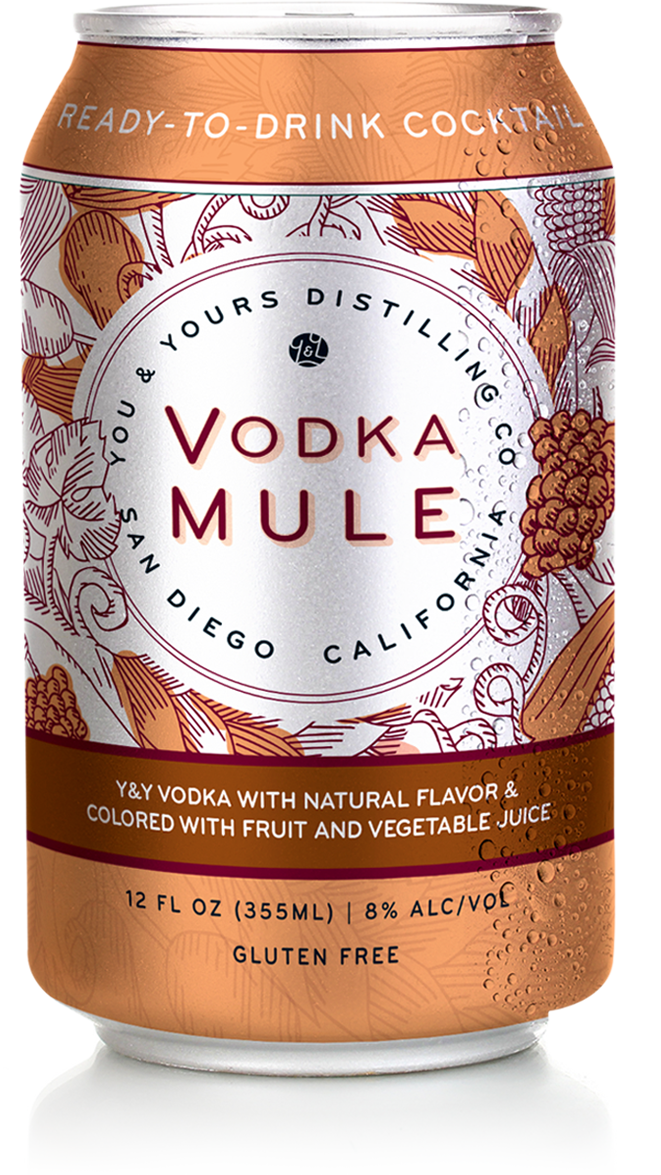 READY-TO-DRINK COCKTAIL
YOU & YOURS DISTILLING CO
Y&Y
VODKA
MULE
SAN DIEGO CALIFORNIA
Y&Y VODKA WITH NATURAL FLAVOR &
COLORED WITH FRUIT AND VEGETABLE JUICE
12 FL OZ (355ML) | 8% ALC/VOL
GLUTEN FREE